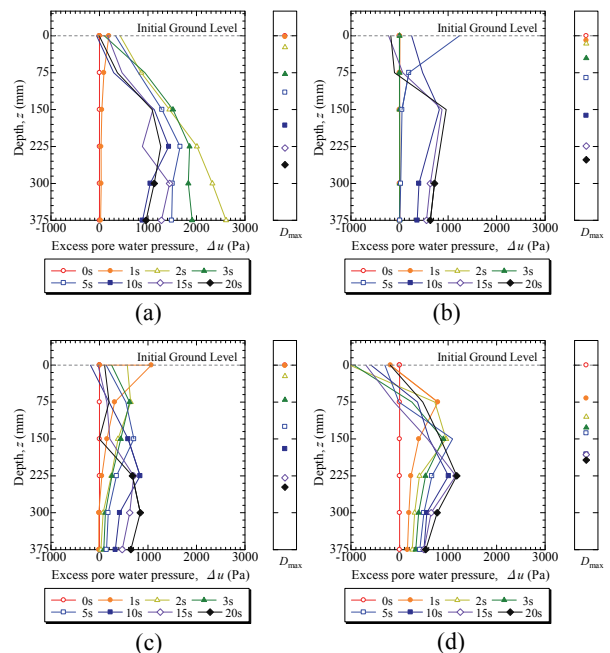 Initial Ground Level
0
75
150
225
300
375
Depth, z (mm)
-1000 0 1000 2000 3000
Excess pore water pressure, Δu (Pa)
Dmax
0s 1s 2s 3s
5s 10s 15s 20s
(a)
Initial Ground Level
0
75
150
225
300
375
Depth, z (mm)
-1000 0 1000 2000 3000
Excess pore water pressure, Δu (Pa)
Dmax
0s 1s 2s 3s
5s 10s 15s 20s
(b)
Initial Ground Level
0
75
150
225
300
375
Depth, z (mm)
-1000 0 1000 2000 3000
Excess pore water pressure, Δu (Pa)
Dmax
0s 1s 2s 3s
5s 10s 15s 20s
(c)
Initial Ground Level
0
75
150
225
300
375
Depth, z (mm)
-1000 0 1000 2000 3000
Excess pore water pressure, Δu (Pa)
Dmax
0s 1s 2s 3s
5s 10s 15s 20s
(d)